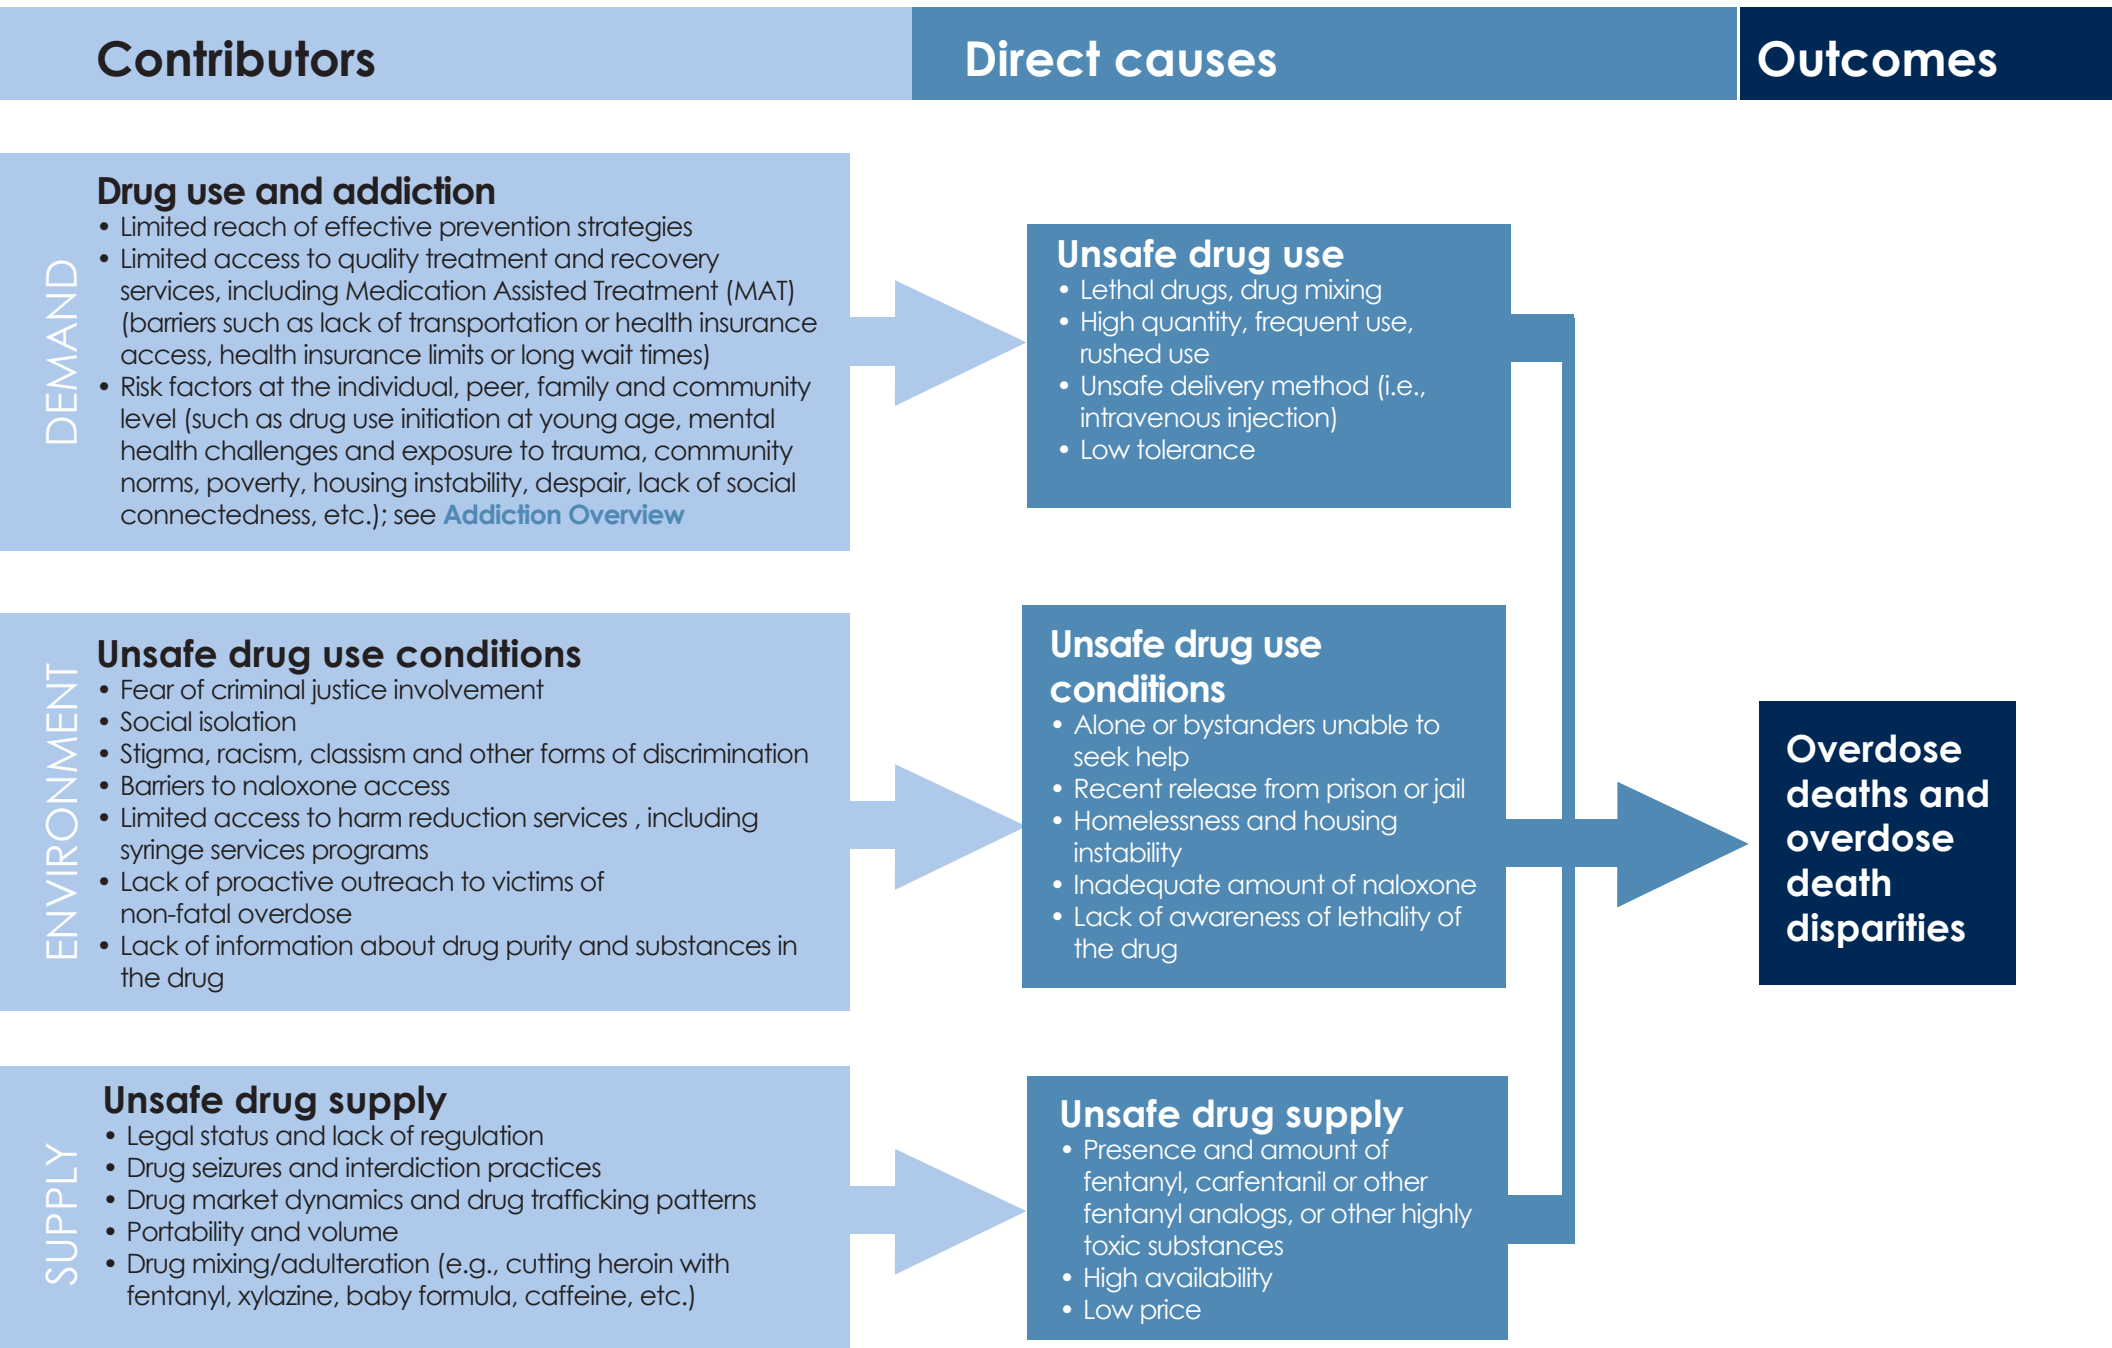 Contributors
Direct causes
Outcomes
DEMAND
Drug use and addiction
• Limited reach of effective prevention strategies
• Limited access to quality treatment and recovery
services, including Medication Assisted Treatment (MAT)
(barriers such as lack of transportation or health insurance
access, health insurance limits or long wait times)
• Risk factors at the individual, peer, family and community
level (such as drug use initiation at young age, mental
health challenges and exposure to trauma, community
norms, poverty, housing instability, despair, lack of social
connectedness, etc.); see Addiction Overview
Unsafe drug use
• Lethal drugs, drug mixing
• High quantity, frequent use,
rushed use
• Unsafe delivery method (i.e.,
intravenous injection)
• Low tolerance
ENVIRONMENT
Unsafe drug use conditions
• Fear of criminal justice involvement
• Social isolation
• Stigma, racism, classism and other forms of discrimination
• Barriers to naloxone access
• Limited access to harm reduction services , including
syringe services programs
• Lack of proactive outreach to victims of
non-fatal overdose
• Lack of information about drug purity and substances in
the drug
Unsafe drug use
conditions
• Alone or bystanders unable to
seek help
• Recent release from prison or jail
• Homelessness and housing
instability
• Inadequate amount of naloxone
• Lack of awareness of lethality of
the drug
Overdose
deaths and
overdose
death
disparities
SUPPLY
Unsafe drug supply
• Legal status and lack of regulation
• Drug seizures and interdiction practices
• Drug market dynamics and drug trafficking patterns
• Portability and volume
• Drug mixing/adulteration (e.g., cutting heroin with
fentanyl, xylazine, baby formula, caffeine, etc.)
Unsafe drug supply
• Presence and amount of
fentanyl, carfentanil or other
fentanyl analogs, or other highly
toxic substances
• High availability
• Low price